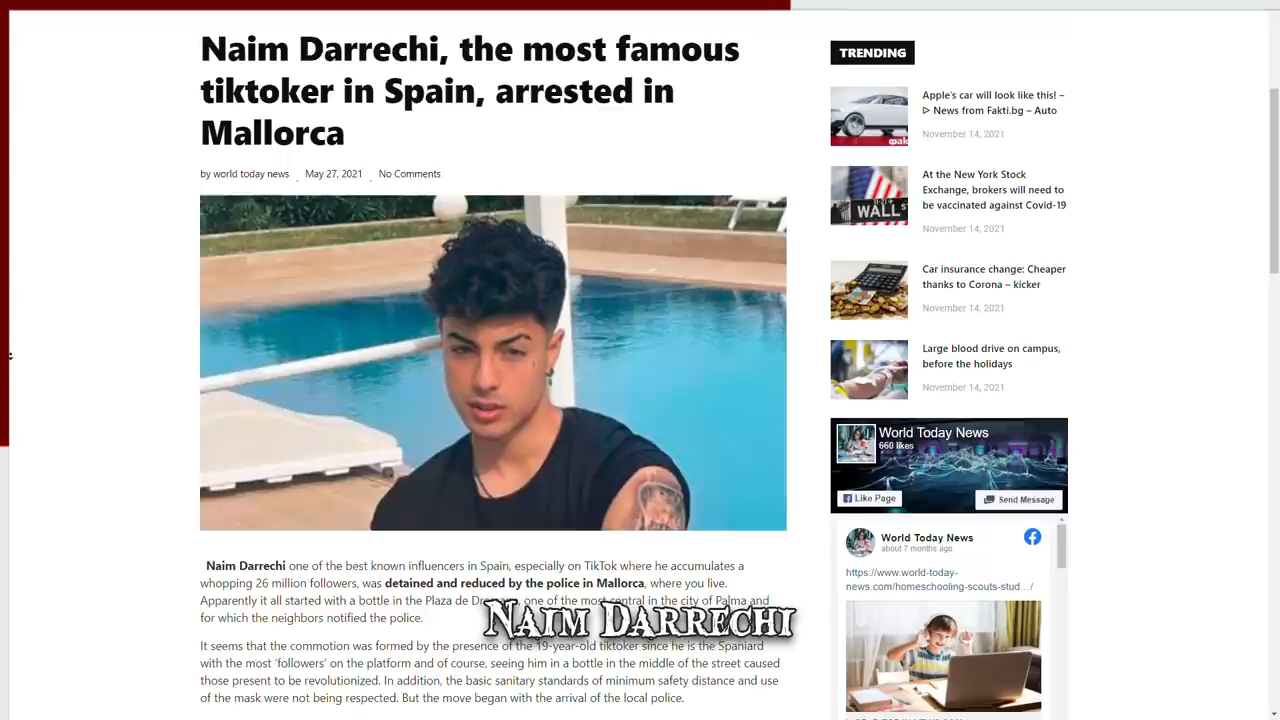 Naim Darrechi, the most famous
tiktoker in Spain, arrested in
Mallorca
by world today news
May 27, 2021
No Comments
Naim Darrechi one of the best known influencers in Spain, especially on TikTok where he accumulates a
whopping 26 million followers, was detained and reduced by the police in Mallorca, where you live.
Apparently it all started with a bottle in the Plaza de one of the most central in the city of Palma and
for which the neighbors notified the police.
NAIM DARRECHI
It seems that the commotion was formed by the presence of the 19-year-old tiktoker since he is the Spaniard
with the most ‘followers’ on the platform and of course, seeing him in a bottle in the middle of the street caused
those present to be revolutionized. In addition, the basic sanitary standards of minimum safety distance and use
of the mask were not being respected. But the move began with the arrival of the local police.
TRENDING
Apple's car will look like this! –
ᐉ News from Fakti.bg – Auto
November 14, 2021
At the New York Stock
Exchange, brokers will need to
be vaccinated against Covid-19
November 14, 2021
WALL
Car insurance change: Cheaper
thanks to Corona – kicker
November 14, 2021
Large blood drive on campus,
before the holidays
November 14, 2021
World Today News
660 likes
Like Page
Send Message
World Today News
about 7 months ago
https://www.world-today-
news.com/homeschooling-scouts-stud…/